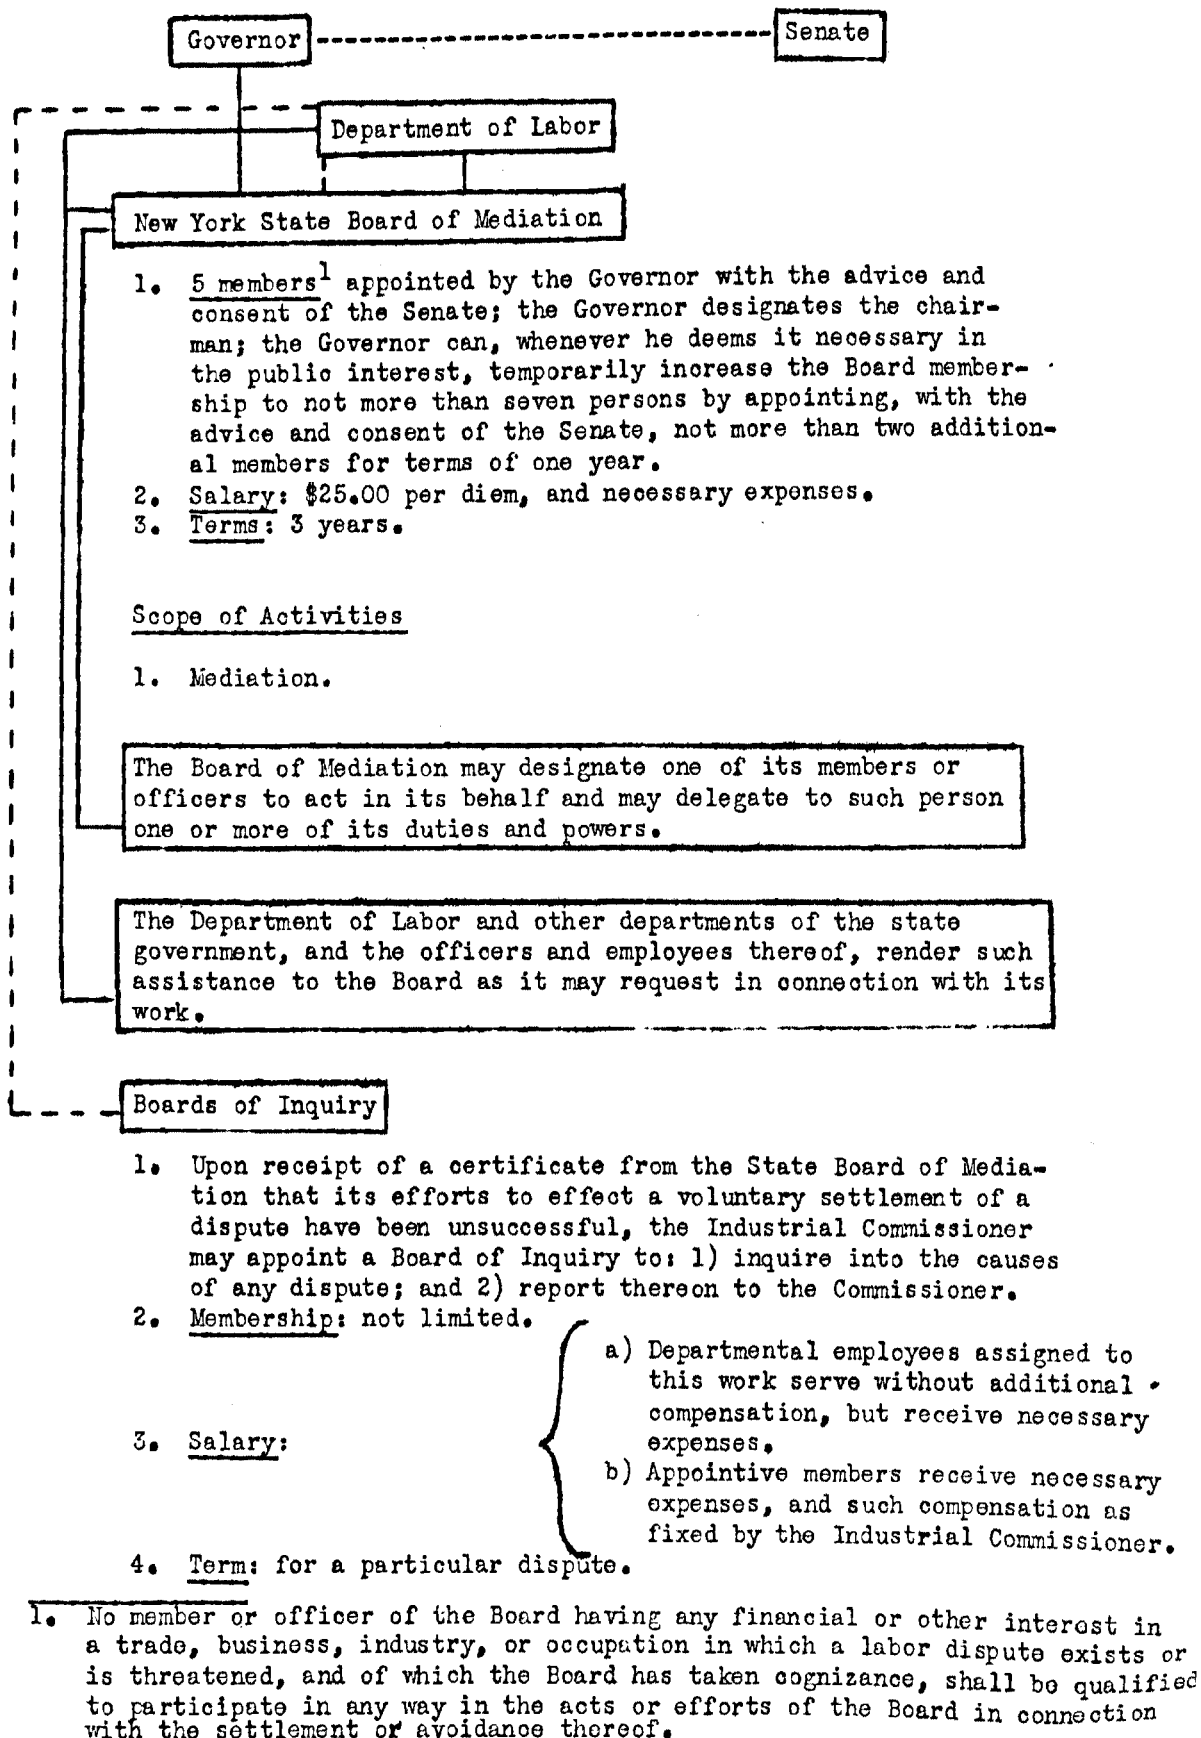 Governor
Senate
Department of Labor
New York State Board of Mediation
1. 5 members1 appointed by the Governor with the advice and
consent of the Senate; the Governor designates the chair-
man; the Governor can, whenever he deems it necessary in
the public interest, temporarily increase the Board member-
ship to not more than seven persons by appointing, with the
advice and consent of the Senate, not more than two addition-
al members for terms of one year.
2. Salary: $25.00 per diem, and necessary expenses.
3. Terms: 3 years.
Scope of Activities
1. Mediation.
The Board of Mediation may designate one of its members or
officers to act in its behalf and may delegate to such person
one or more of its duties and powers.
The Department of Labor and other departments of the state
government, and the officers and employees thereof, render such
assistance to the Board as it may request in connection with its
work.
Boards of Inquiry
1. Upon receipt of a certificate from the State Board of Media-
tion that its efforts to effect a voluntary settlement of a
dispute have been unsuccessful, the Industrial Commissioner
may appoint a Board of Inquiry to: 1) inquire into the causes
of any dispute; and 2) report thereon to the Commissioner.
2. Membership: not limited.
3. Salary:
a) Departmental employees assigned to
this work serve without additional
compensation, but receive necessary
expenses.
b) Appointive members receive necessary
expenses, and such compensation as
fixed by the Industrial Commissioner.
4. Term: for a particular dispute.
1. No member or officer of the Board having any financial or other interest in
a trade, business, industry, or occupation in which a labor dispute exists or
is threatened, and of which the Board has taken cognizance, shall be qualified
to participate in any way in the acts or efforts of the Board in connection
with the settlement or avoidance thereof.